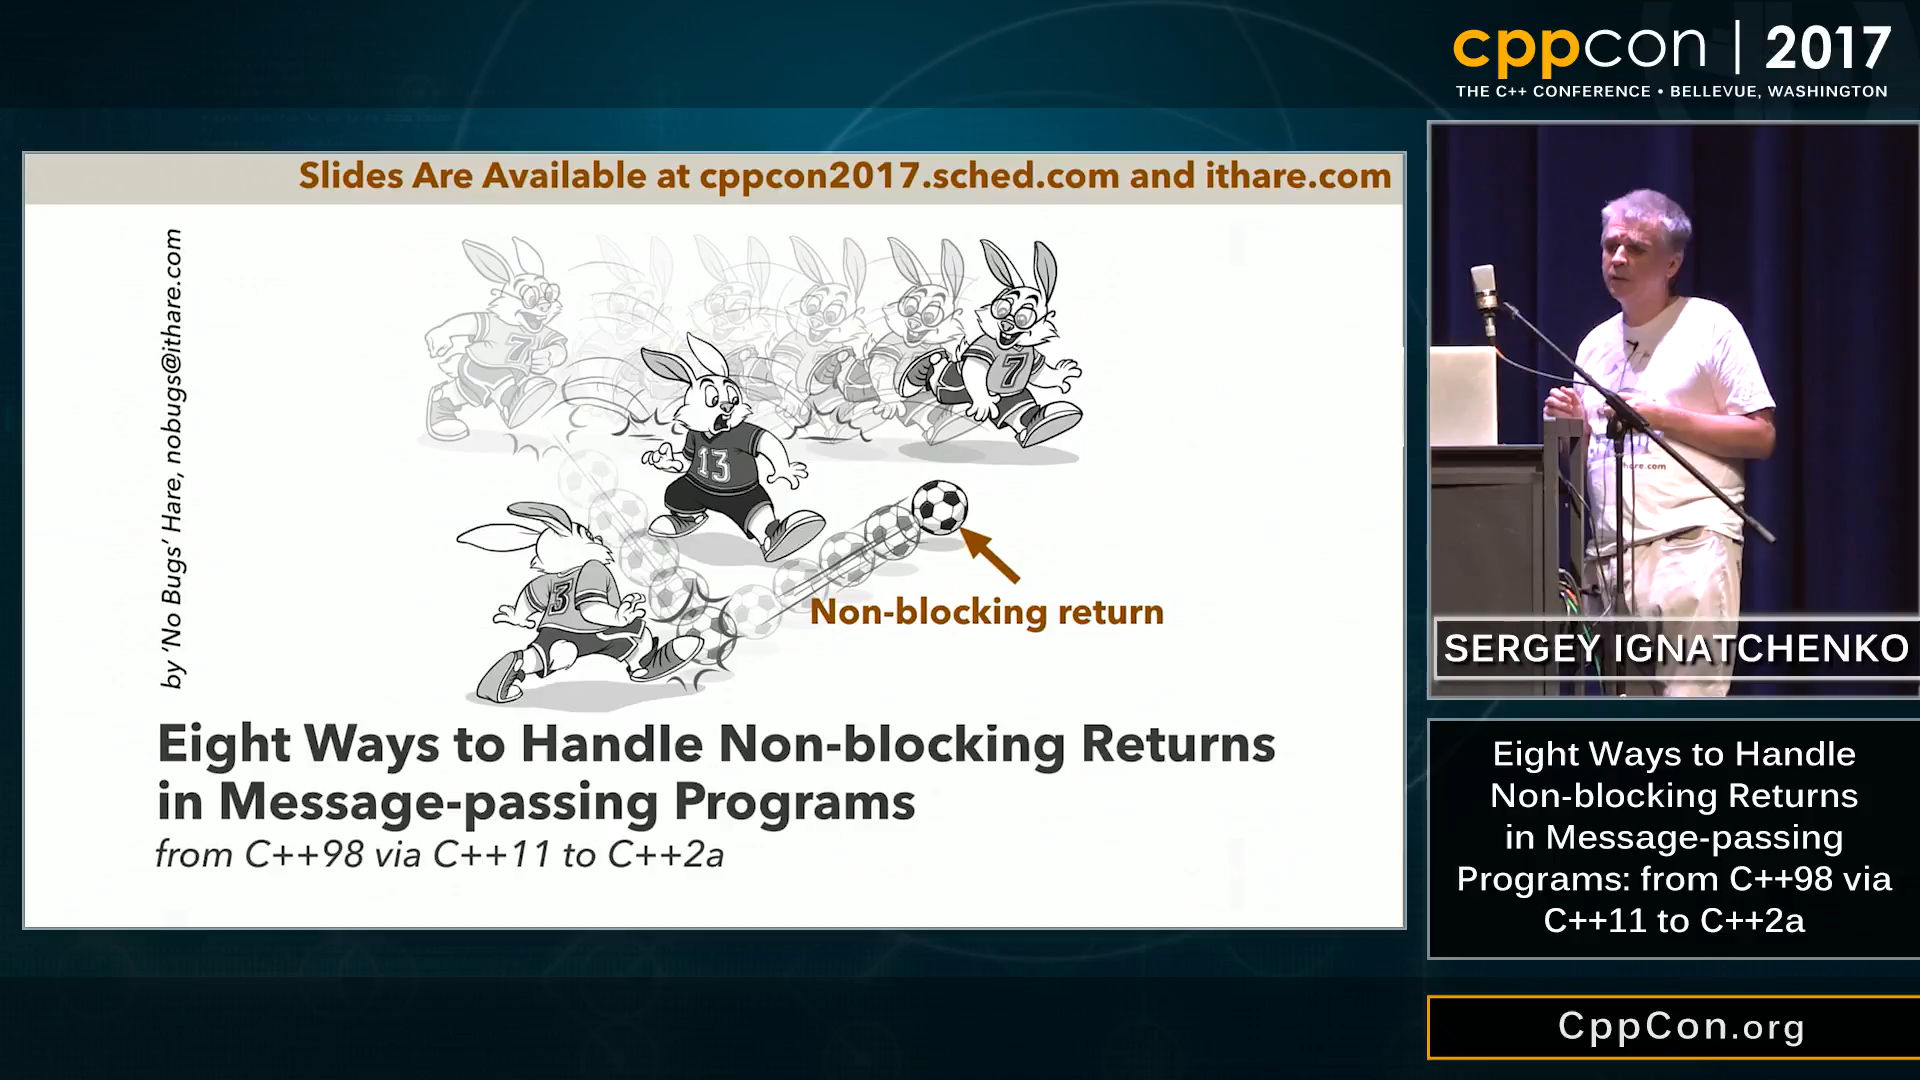 cppcon | 2017
THE C++ CONFERENCE • BELLEVUE, WASHINGTON
Slides Are Available at cppcon2017.sched.com and ithare.com
by 'No Bugs' Hare, nobugs@ithare.com
7
7
13
3
Non-blocking return
Eight Ways to Handle Non-blocking Returns
in Message-passing Programs
from C++98 via C++11 to C++2a
SERGEY IGNATCHENKO
Eight Ways to Handle
Non-blocking Returns
in Message-passing
Programs: from C++98 via
C++11 to C++2a
CppCon.org